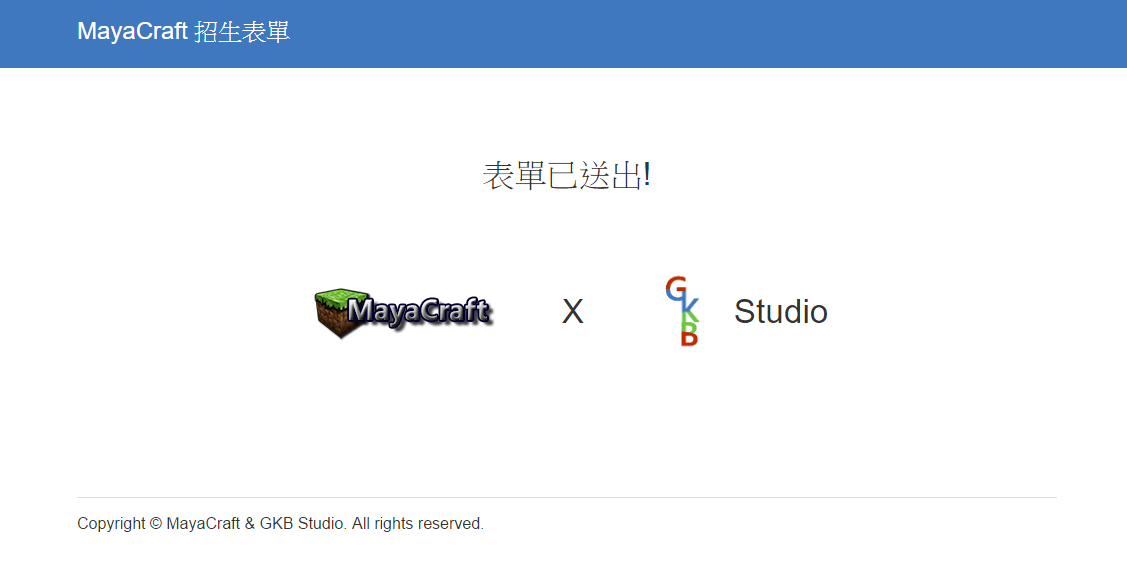 MayaCraft 招生表單
表單已送出!
MayaCraft X GKB Studio
Copyright © MayaCraft & GKB Studio. All rights reserved.